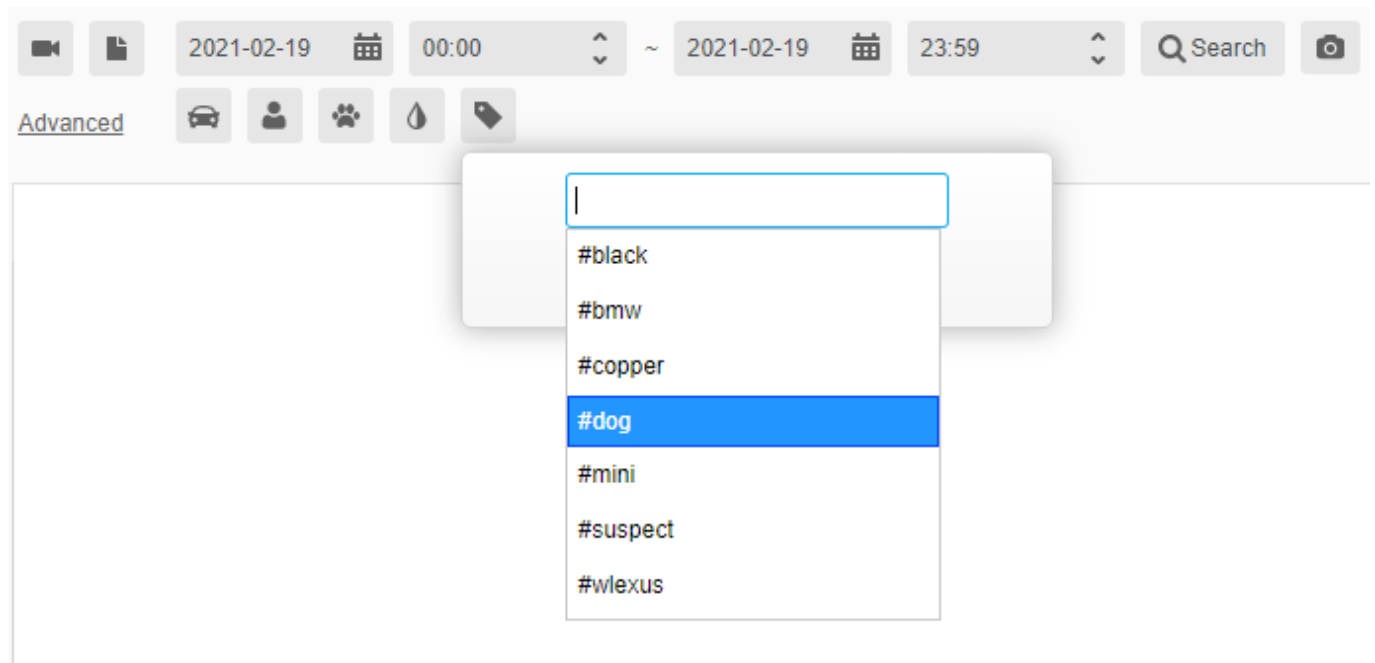 2021-02-19 00:00 ~ 2021-02-19 23:59 Search
Advanced
#black
#bmw
#copper
#dog
#mini
#suspect
#wlexus